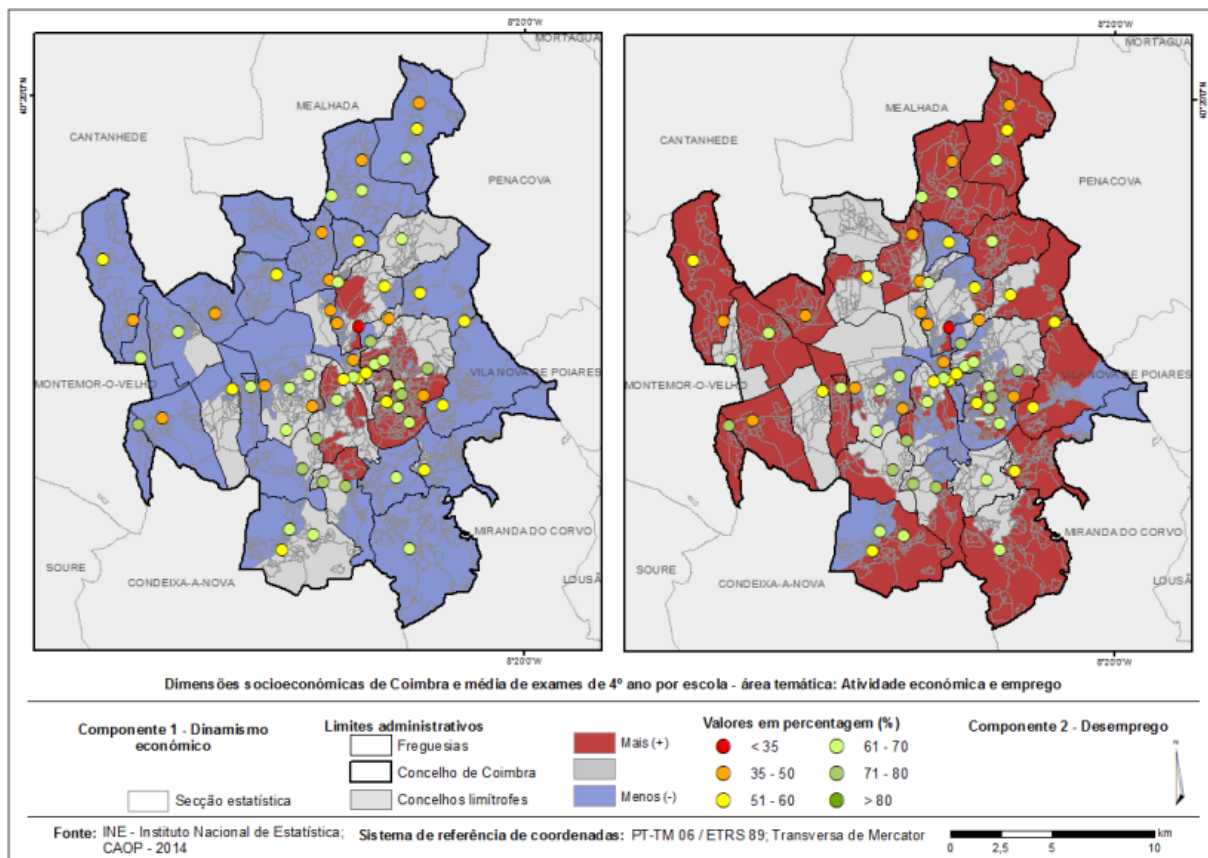 8°20'0"W
8°20'0"W
MORTÁGUA
MORTÁGUA
40°20'0"N
40°20'0"N
MEALHADA
MEALHADA
CANTANHEDE
CANTANHEDE
PENACOVA
PENACOVA
MONTEMOR-O-VELHO
VILA NOVA DE POIARES
MONTEMOR-O-VELHO
VILA NOVA DE POIARES
MIRANDA DO CORVO
MIRANDA DO CORVO
SOURE
CONDEIXA-A-NOVA
LOUSÃ
SOURE
CONDEIXA-A-NOVA
LOUSÃ
8°20'0"W
8°20'0"W
Dimensões socioeconómicas de Coimbra e média de exames de 4º ano por escola - área temática: Atividade económica e emprego
Componente 1 - Dinamismo
económico
Secção estatística
Limites administrativos
Freguesias
Concelho de Coimbra
Concelhos limítrofes
Mais (+)
Menos (-)
Valores em percentagem (%)
< 35
35 - 50
51 - 60
61 - 70
71 - 80
> 80
Componente 2 - Desemprego
N
Fonte: INE - Instituto Nacional de Estatística;
CAOP - 2014
Sistema de referência de coordenadas: PT-TM 06 / ETRS 89; Transversa de Mercator
km
0 2,5 5 10